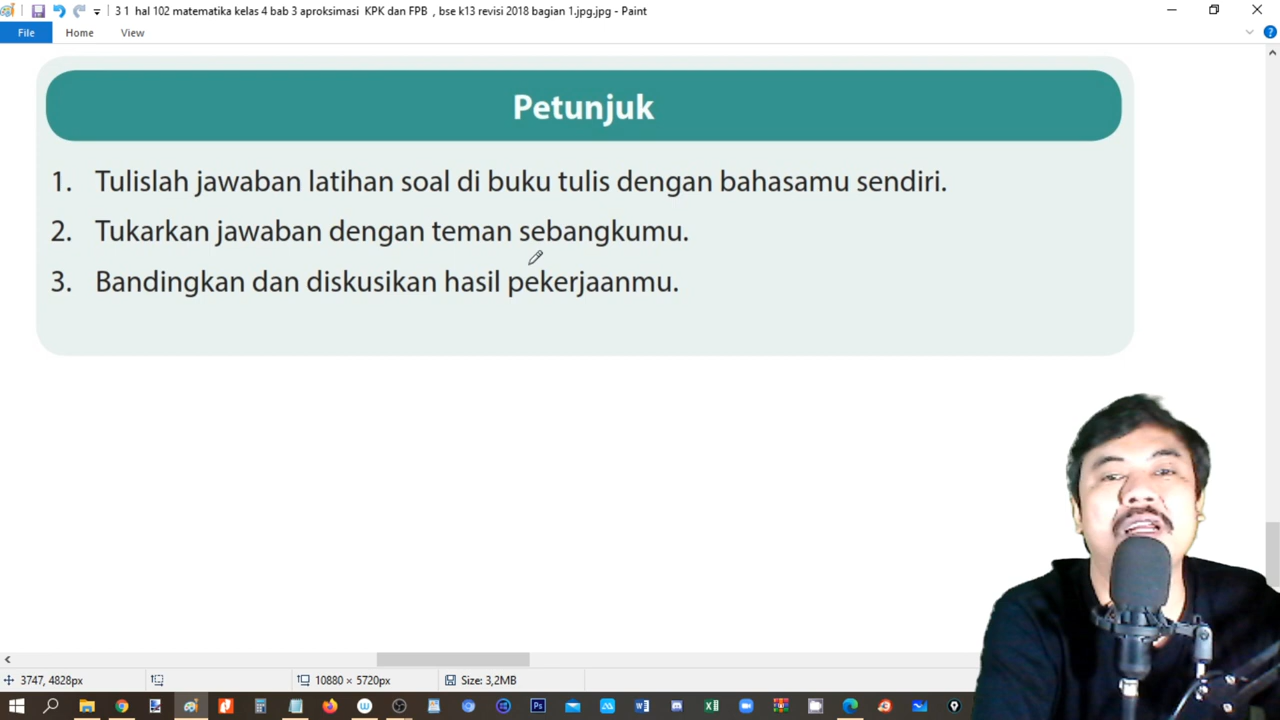 3 1 hal 102 matematika kelas 4 bab 3 aproksimasi KPK dan FPB , bse k13 revisi 2018 bagian 1.jpg.jpg - Paint
File Home View
Petunjuk
1. Tulislah jawaban latihan soal di buku tulis dengan bahasamu sendiri.
2. Tukarkan jawaban dengan teman sebangkumu.
3. Bandingkan dan diskusikan hasil pekerjaanmu.
3747, 4828px 10880 × 5720px Size: 3,2MB